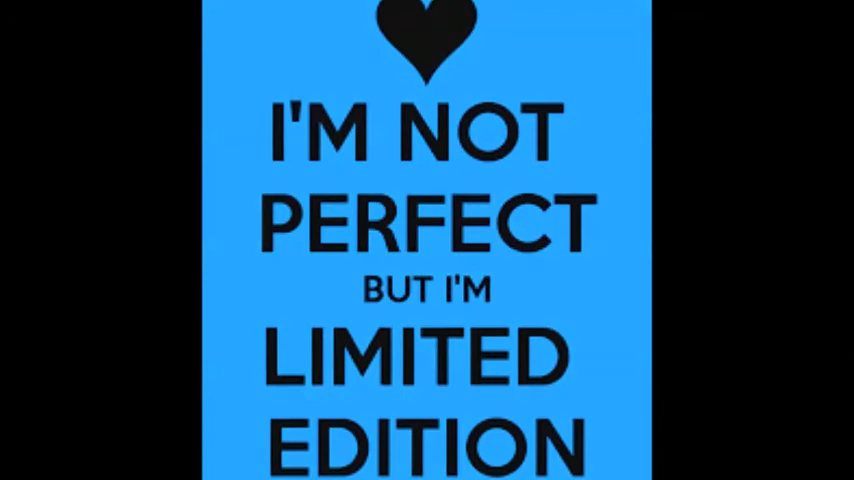 I'M NOT
PERFECT
BUT I'M
LIMITED
EDITION